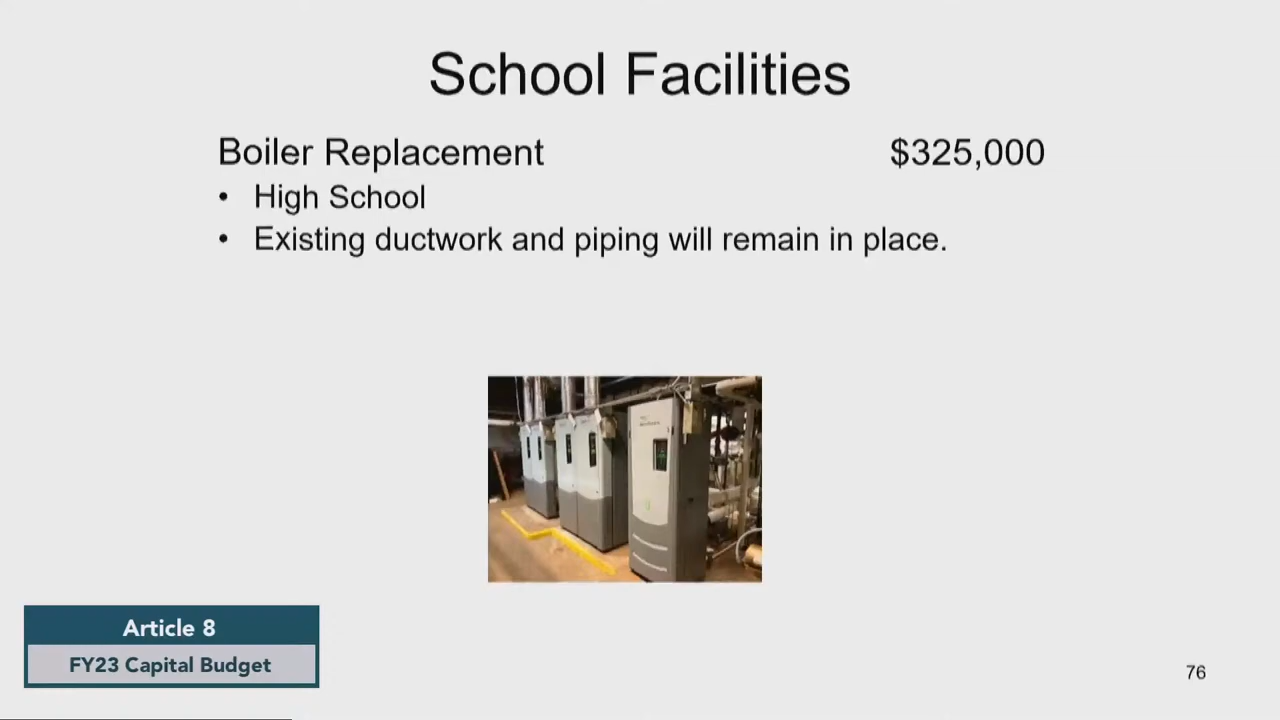 School Facilities
Boiler Replacement $325,000
• High School
• Existing ductwork and piping will remain in place.
Article 8
FY23 Capital Budget
76